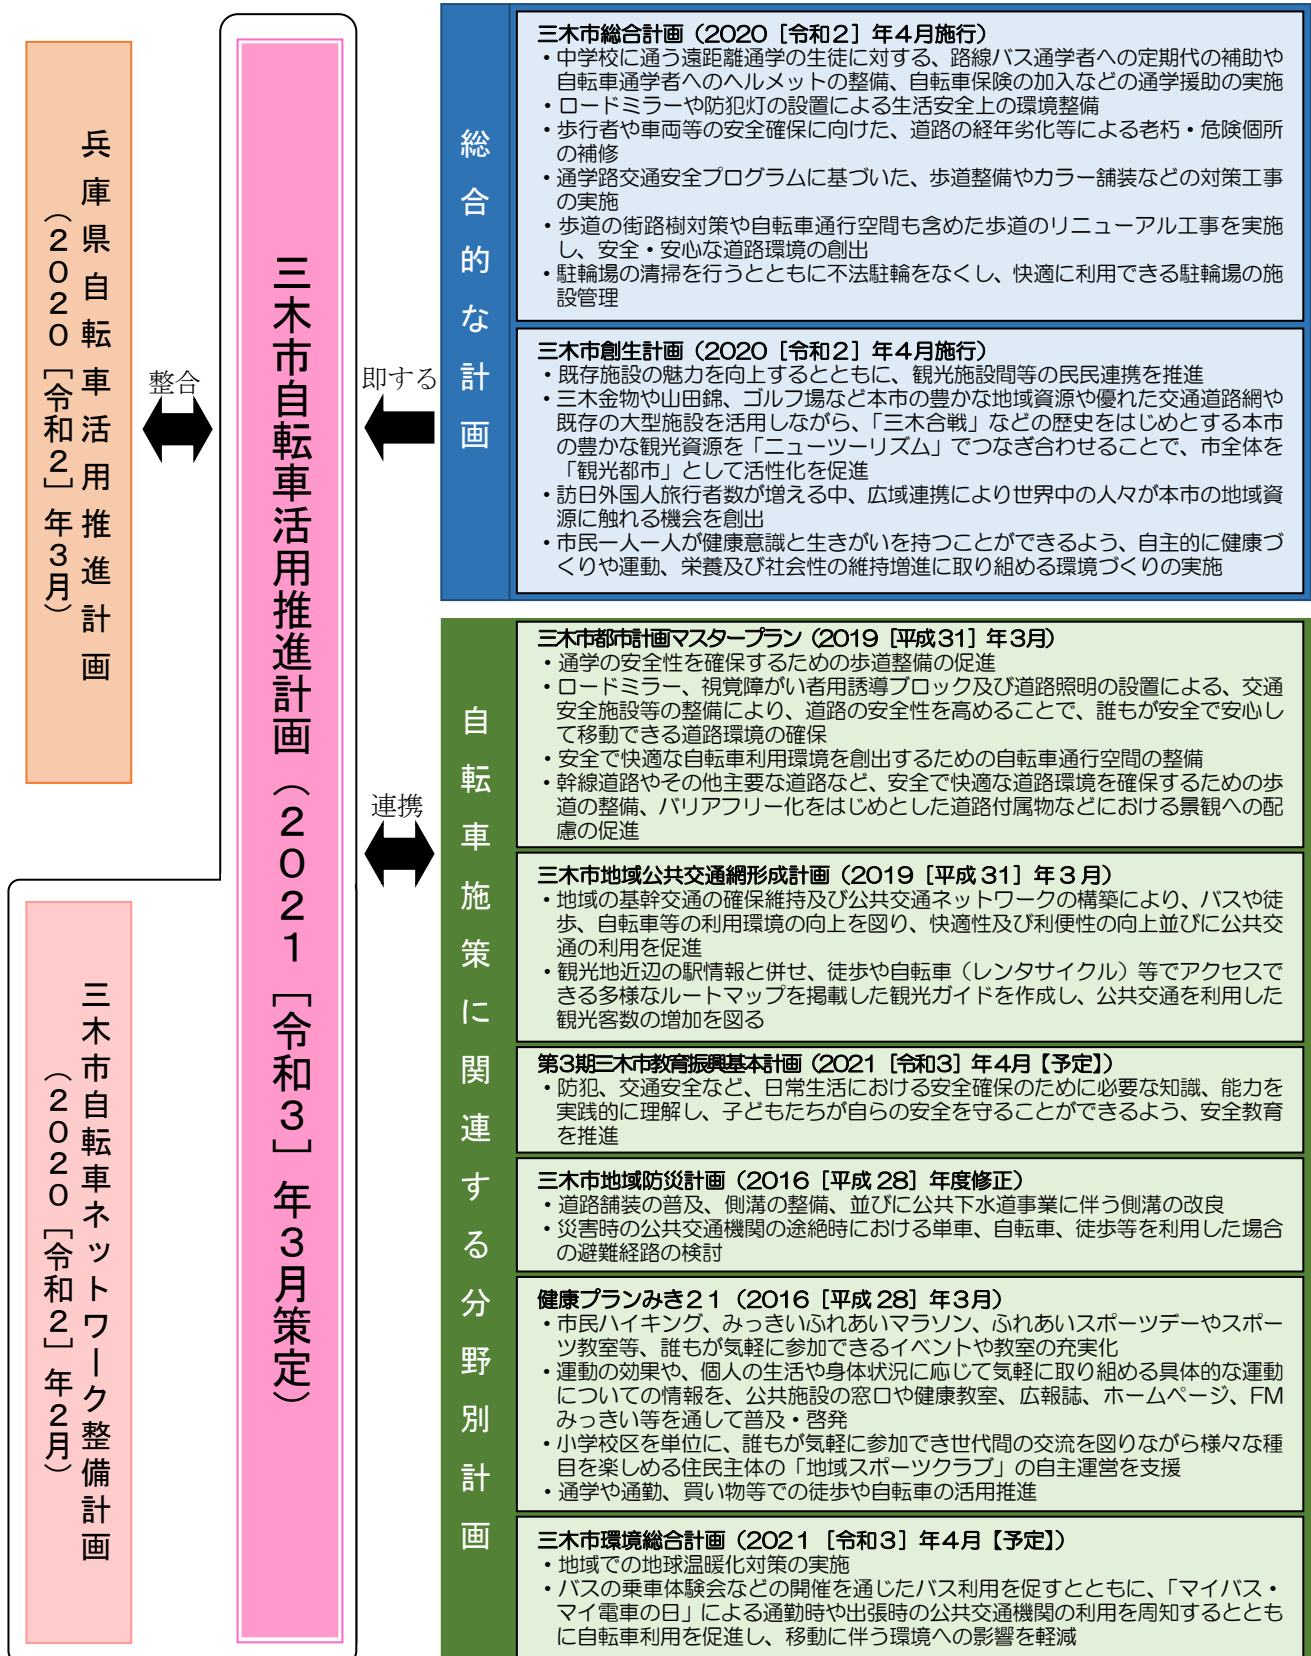 兵庫県自転車活用推進計画
（２０２０［令和２］年３月）
整合
三木市自転車活用推進計画（２０２１［令和３］年３月策定）
三木市自転車ネットワーク整備計画
（２０２０［令和２］年２月）
即する
連携
総合的な計画
三木市総合計画（2020［令和２］年４月施行）
・中学校に通う遠距離通学の生徒に対する、路線バス通学者への定期代の補助や
自転車通学者へのヘルメットの整備、自転車保険の加入などの通学援助の実施
・ロードミラーや防犯灯の設置による生活安全上の環境整備
・歩行者や車両等の安全確保に向けた、道路の経年劣化等による老朽・危険個所
の補修
・通学路交通安全プログラムに基づいた、歩道整備やカラー舗装などの対策工事
の実施
・歩道の街路樹対策や自転車通行空間も含めた歩道のリニューアル工事を実施
し、安全・安心な道路環境の創出
・駐輪場の清掃を行うとともに不法駐輪をなくし、快適に利用できる駐輪場の施
設管理
三木市創生計画（2020［令和２］年４月施行）
・既存施設の魅力を向上するとともに、観光施設間等の民民連携を推進
・三木金物や山田錦、ゴルフ場など本市の豊かな地域資源や優れた交通道路網や
既存の大型施設を活用しながら、「三木合戦」などの歴史をはじめとする本市
の豊かな観光資源を「ニューツーリズム」でつなぎ合わせることで、市全体を
「観光都市」として活性化を促進
・訪日外国人旅行者数が増える中、広域連携により世界中の人々が本市の地域資
源に触れる機会を創出
・市民一人一人が健康意識と生きがいを持つことができるよう、自主的に健康づ
くりや運動、栄養及び社会性の維持増進に取り組める環境づくりの実施
自転車施策に関連する分野別計画
三木市都市計画マスタープラン（2019［平成31］年３月）
・通学の安全性を確保するための歩道整備の促進
・ロードミラー、視覚障がい者用誘導ブロック及び道路照明の設置による、交通
安全施設等の整備により、道路の安全性を高めることで、誰もが安全で安心し
て移動できる道路環境の確保
・安全で快適な自転車利用環境を創出するための自転車通行空間の整備
・幹線道路やその他主要な道路など、安全で快適な道路環境を確保するための歩
道の整備、バリアフリー化をはじめとした道路付属物などにおける景観への配
慮の促進
三木市地域公共交通網形成計画（2019［平成 31］年 3 月）
・地域の基幹交通の確保維持及び公共交通ネットワークの構築により、バスや徒
歩、自転車等の利用環境の向上を図り、快適性及び利便性の向上並びに公共交
通の利用を促進
・観光地近辺の駅情報と併せ、徒歩や自転車（レンタサイクル）等でアクセスで
きる多様なルートマップを掲載した観光ガイドを作成し、公共交通を利用した
観光客数の増加を図る
第３期三木市教育振興基本計画（2021［令和３］年４月【予定】）
・防犯、交通安全など、日常生活における安全確保のために必要な知識、能力を
実践的に理解し、子どもたちが自らの安全を守ることができるよう、安全教育
を推進
三木市地域防災計画（2016［平成 28］年度修正）
・道路舗装の普及、側溝の整備、並びに公共下水道事業に伴う側溝の改良
・災害時の公共交通機関の途絶時における単車、自転車、徒歩等を利用した場合
の避難経路の検討
健康プランみき２１（2016［平成 28］年３月）
・市民ハイキング、みっきいふれあいマラソン、ふれあいスポーツデーやスポー
ツ教室等、誰もが気軽に参加できるイベントや教室の充実化
・運動の効果や、個人の生活や身体状況に応じて気軽に取り組める具体的な運動
についての情報を、公共施設の窓口や健康教室、広報誌、ホームページ、FM
みっきい等を通して普及・啓発
・小学校区を単位に、誰もが気軽に参加でき世代間の交流を図りながら様々な種
目を楽しめる住民主体の「地域スポーツクラブ」の自主運営を支援
・通学や通勤、買い物等での徒歩や自転車の活用推進
三木市環境総合計画（2021［令和３］年４月【予定】）
・地域での地球温暖化対策の実施
・バスの乗車体験会などの開催を通じたバス利用を促すとともに、「マイバス・
マイ電車の日」による通勤時や出張時の公共交通機関の利用を周知するととも
に自転車利用を促進し、移動に伴う環境への影響を軽減